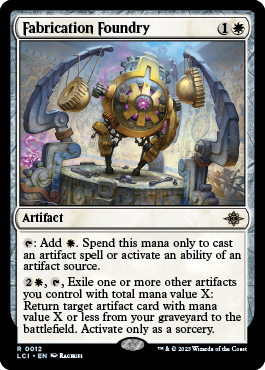 Fabrication Foundry 1
Artifact
: Add . Spend this mana only to cast
an artifact spell or activate an ability of an
artifact source.
2 , , Exile one or more other artifacts
you control with total mana value X:
Return target artifact card with mana
value X or less from your graveyard to the
battlefield. Activate only as a sorcery.
R 0012
LCI • EN RACRUFI ™ & © 2023 Wizards of the Coast